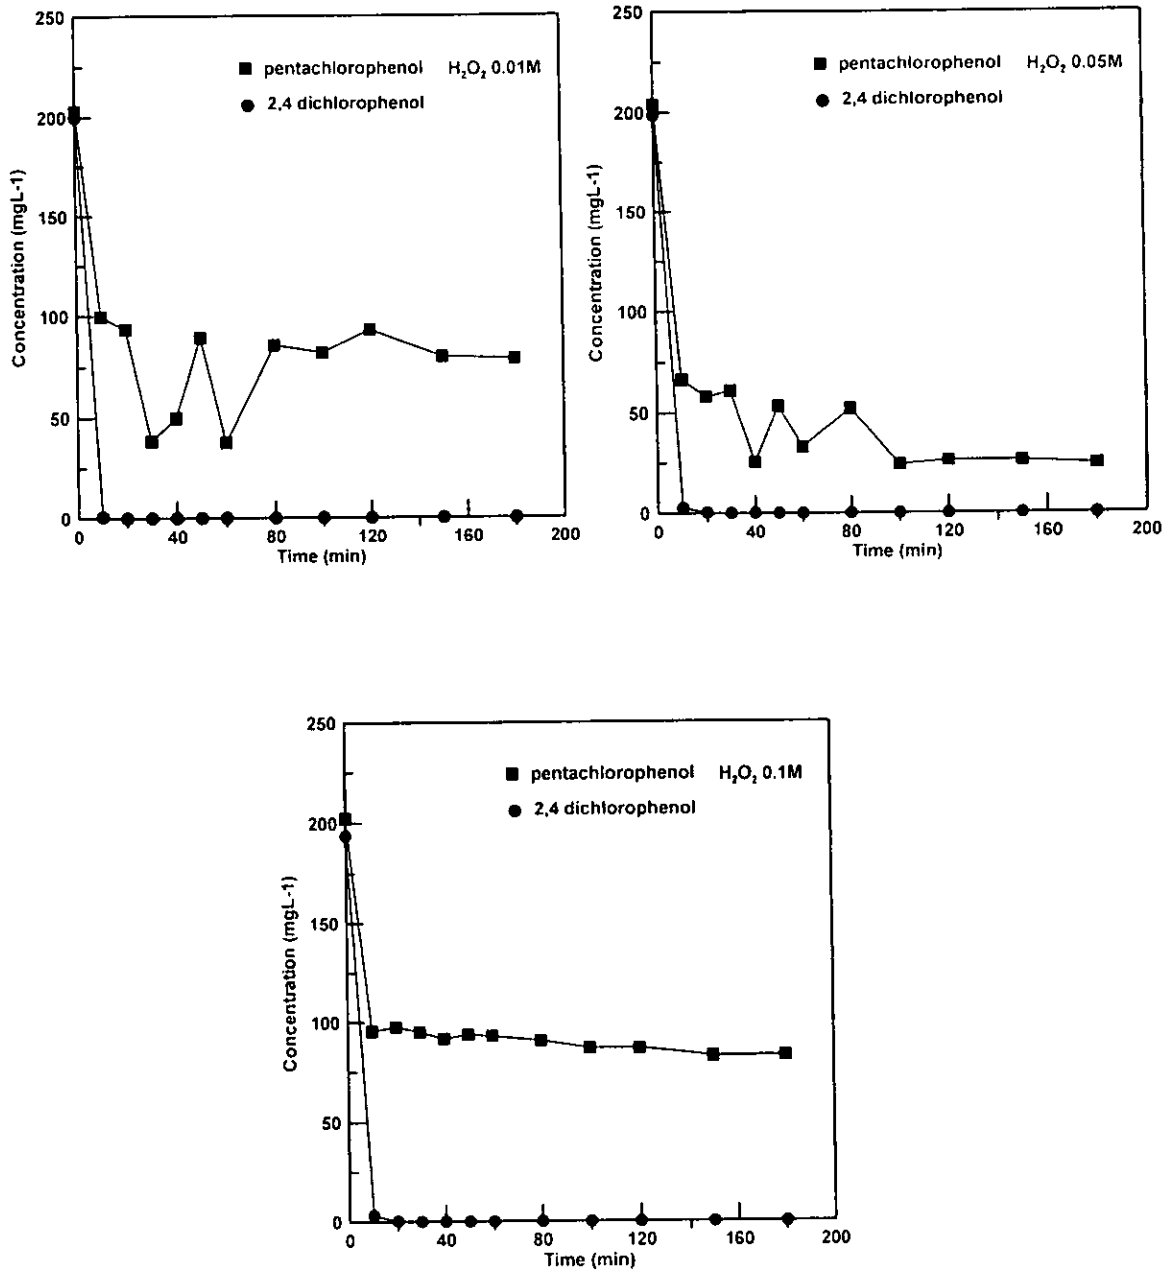 250
200
150
100
50
0
Concentration (mgL-1)
■ pentachlorophenol H₂O₂ 0.01M
● 2,4 dichlorophenol
0 40 80 120 160 200
Time (min)
250
200
150
100
50
0
Concentration (mgL-1)
■ pentachlorophenol H₂O₂ 0.05M
● 2,4 dichlorophenol
0 40 80 120 160 200
Time (min)
250
200
150
100
50
0
Concentration (mgL-1)
■ pentachlorophenol H₂O₂ 0.1M
● 2,4 dichlorophenol
0 40 80 120 160 200
Time (min)